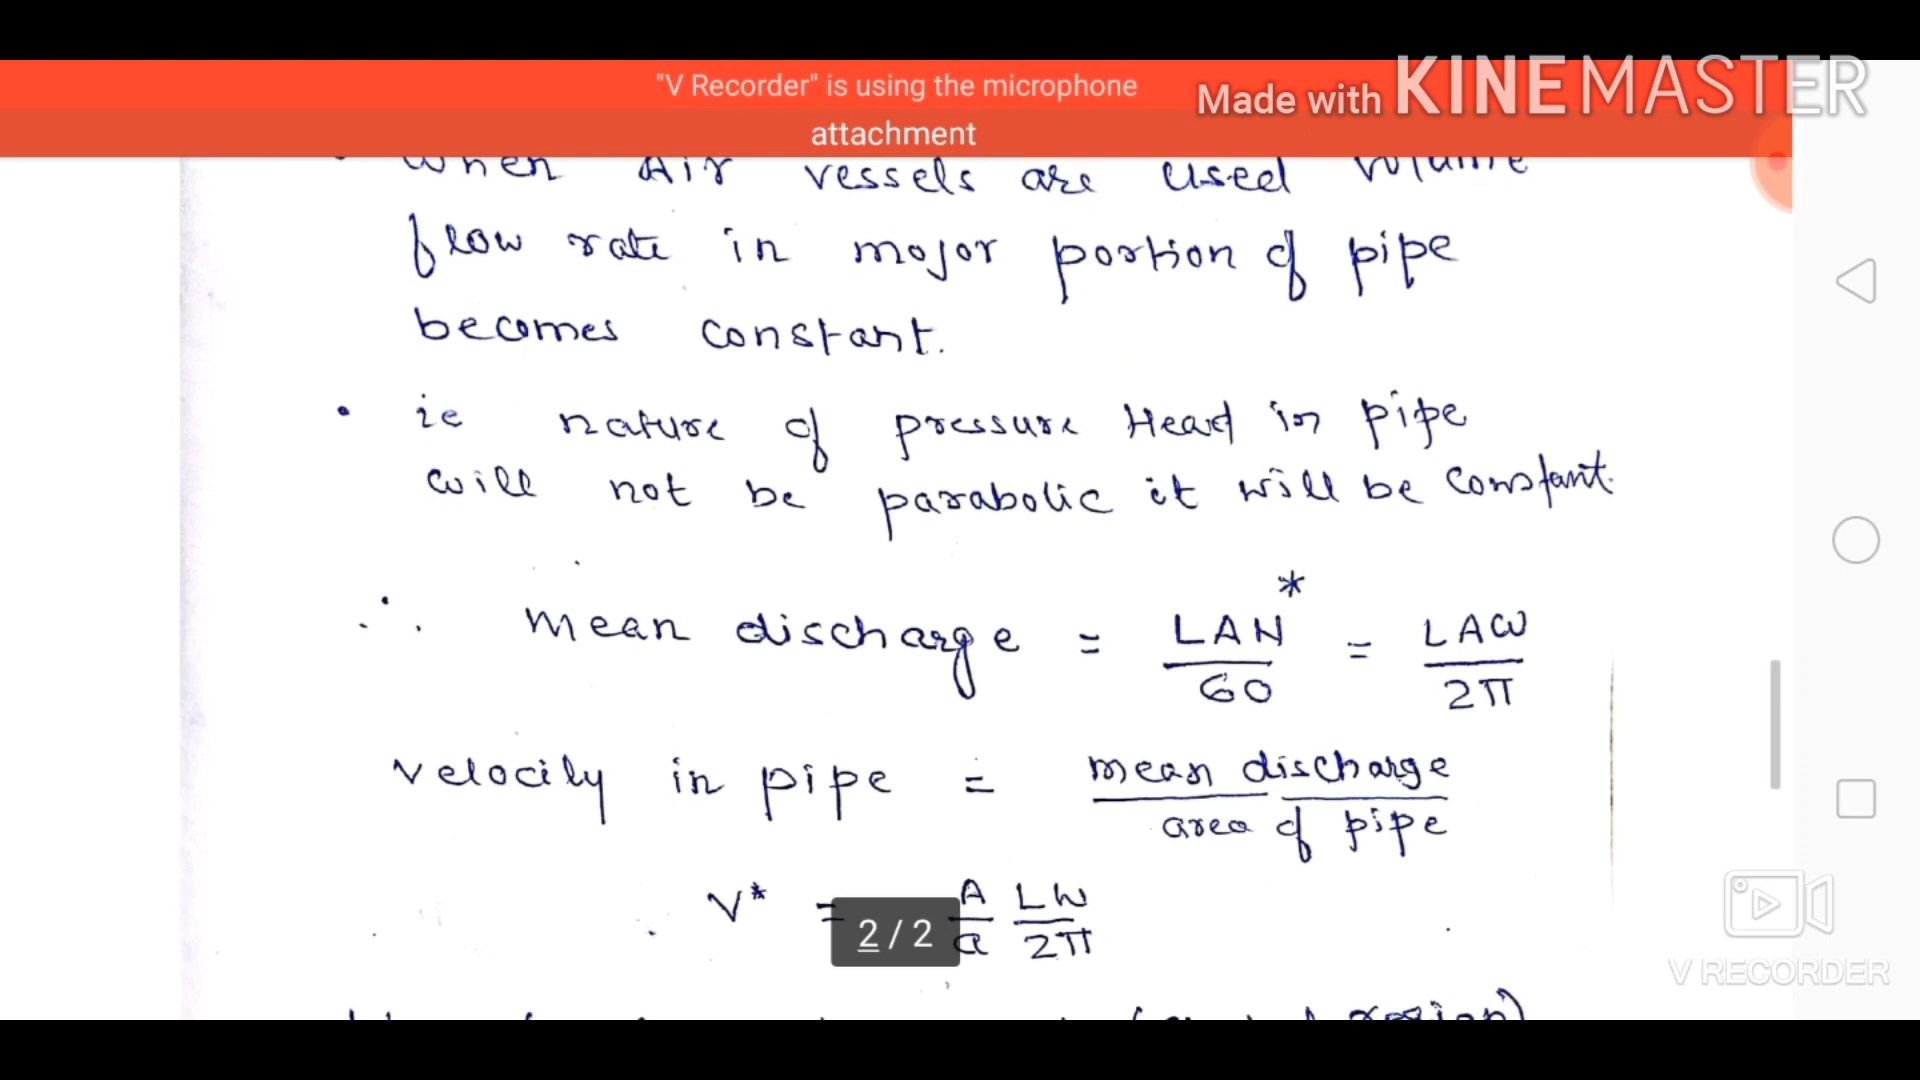 "V Recorder" is using the microphone
Made with KINEMASTER
attachment
when Air vessels are used volume
flow rate in major portion of pipe
becomes constant.
• ie nature of pressure Head in pipe
will not be parabolic it will be constant.
∴ mean discharge = LAN*/60 = LAω/2π
velocity in pipe = mean discharge / area of pipe
V* = A/a Lω/2π
2 / 2
V RECORDER